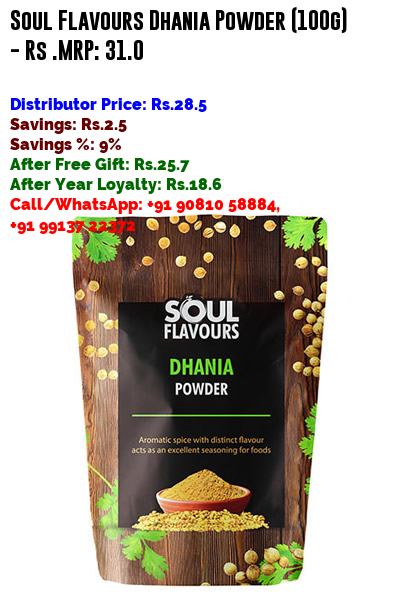 Soul Flavours Dhania Powder (100g)
- Rs .MRP: 31.0
Distributor Price: Rs.28.5
Savings: Rs.2.5
Savings %: 9%
After Free Gift: Rs.25.7
After Year Loyalty: Rs.18.6
Call/WhatsApp: +91 90810 58884,
+91 99137 22372
SOUL
FLAVOURS
DHANIA
POWDER
Aromatic spice with distinct flavour
acts as an excellent seasoning for foods